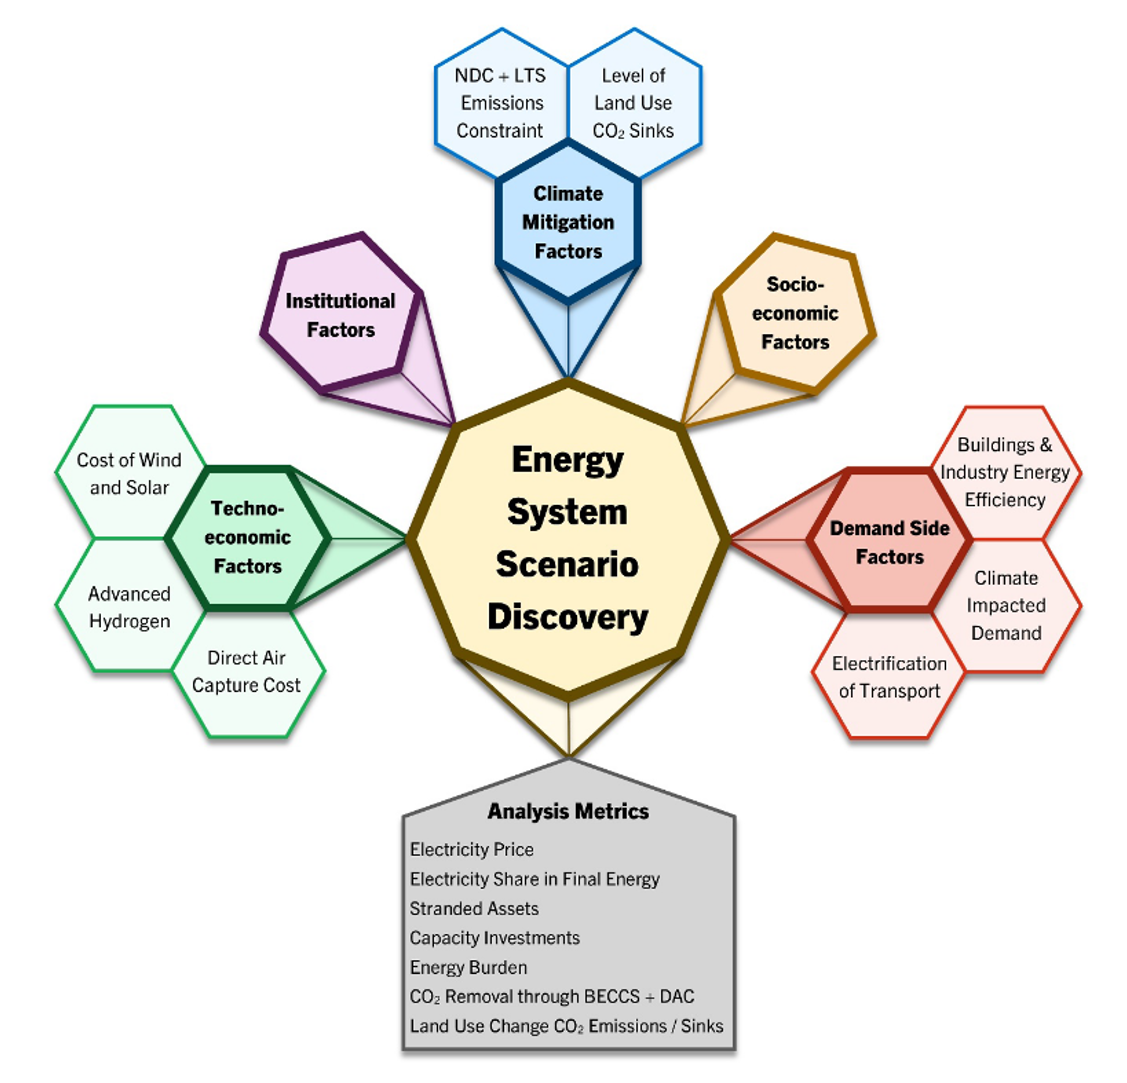 NDC + LTS
Emissions
Constraint
Level of
Land Use
CO₂ Sinks
Climate
Mitigation
Factors
Institutional
Factors
Socio-
economic
Factors
Cost of Wind
and Solar
Techno-
economic
Factors
Advanced
Hydrogen
Direct Air
Capture Cost
Energy
System
Scenario
Discovery
Buildings &
Industry Energy
Efficiency
Demand Side
Factors
Climate
Impacted
Demand
Electrification
of Transport
Analysis Metrics
Electricity Price
Electricity Share in Final Energy
Stranded Assets
Capacity Investments
Energy Burden
CO₂ Removal through BECCS + DAC
Land Use Change CO₂ Emissions / Sinks